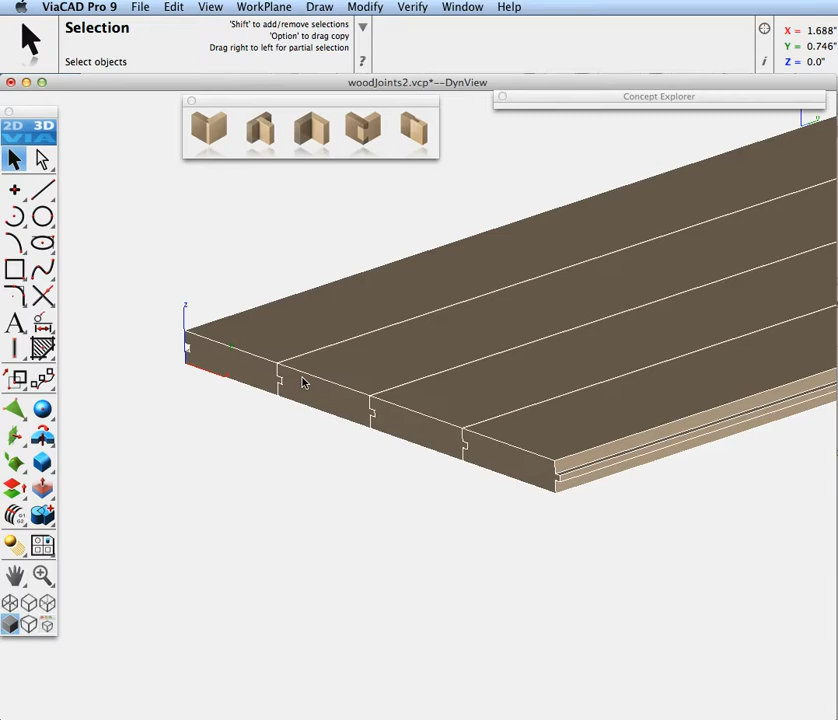 ViaCAD Pro 9 File Edit View WorkPlane Draw Modify Verify Window Help
Selection
'Shift' to add/remove selections
'Option' to drag copy
Drag right to left for partial selection
Select objects
?
i
X = 1.688"
Y = 0.746"
Z = 0.0"
woodJoints2.vcp*--DynView
Concept Explorer
2D 3D
VIA
A
G1
G2
z
y